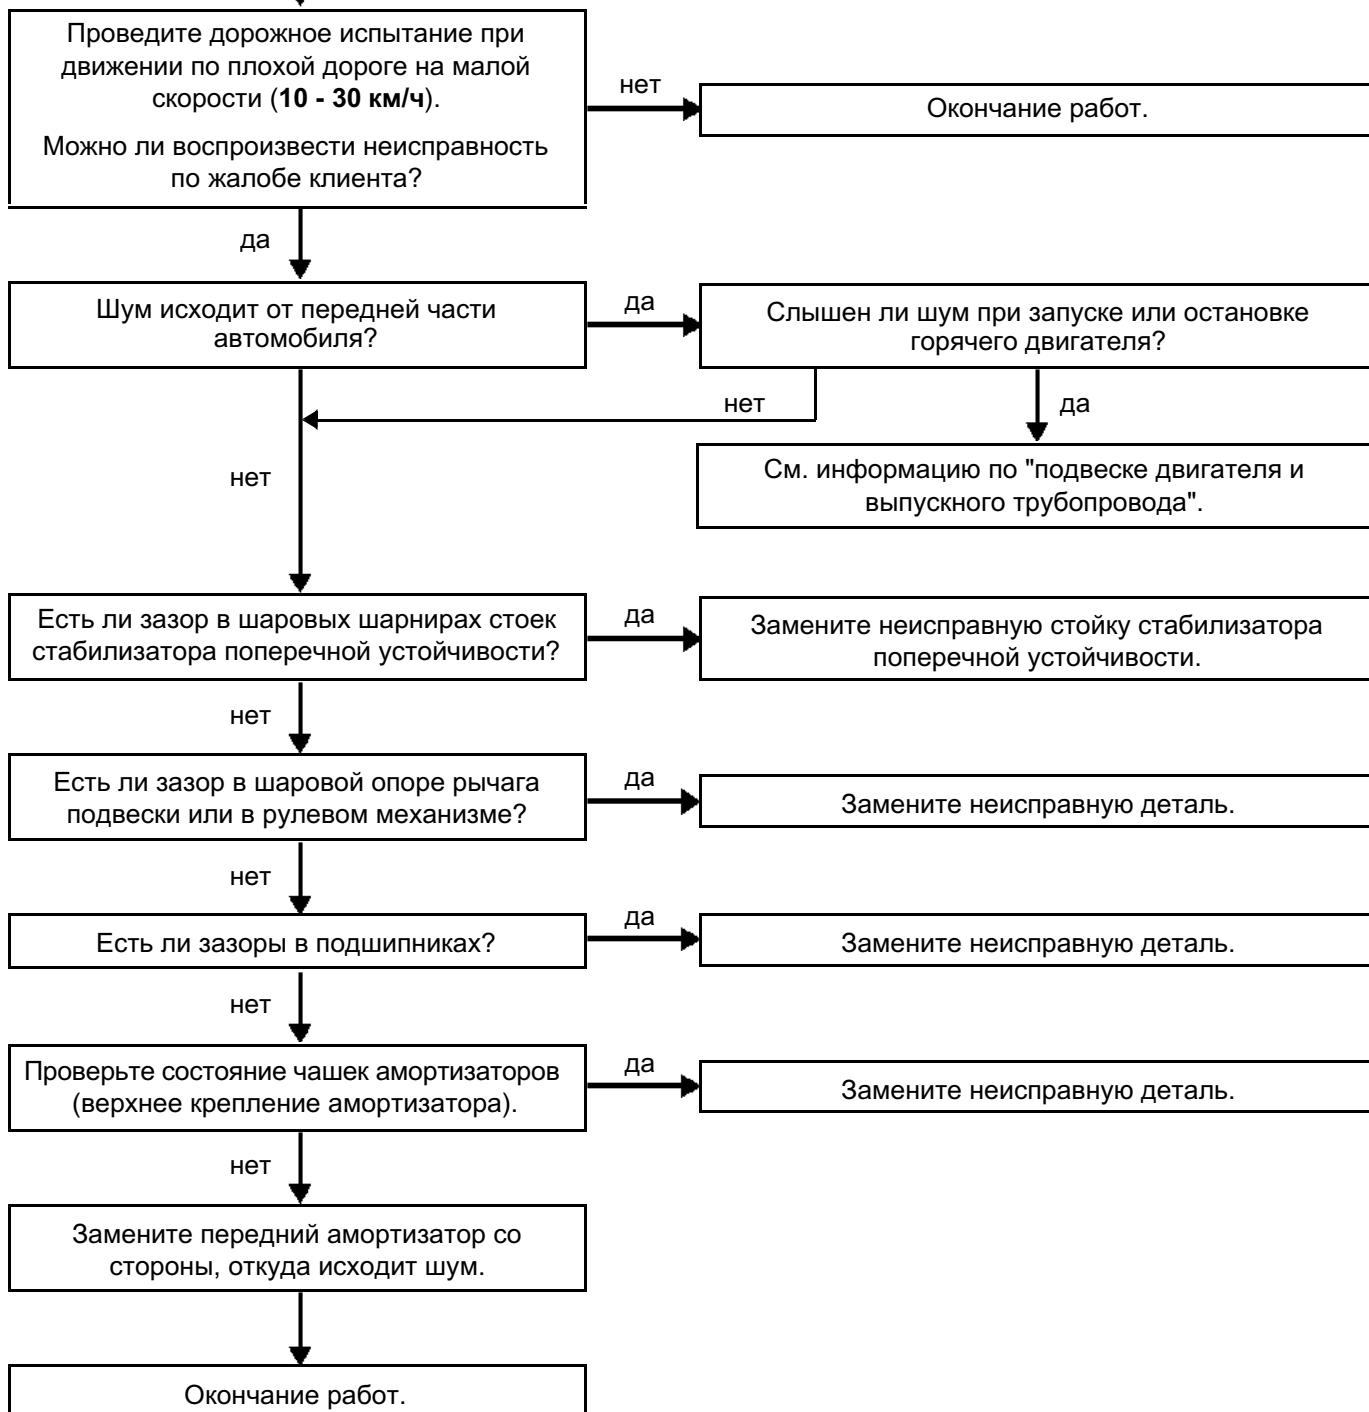 Проведите дорожное испытание при
движении по плохой дороге на малой
скорости (10 - 30 км/ч).
Можно ли воспроизвести неисправность
по жалобе клиента?
нет
Окончание работ.
да
Шум исходит от передней части
автомобиля?
да
Слышен ли шум при запуске или остановке
горячего двигателя?
нет
да
нет
См. информацию по "подвеске двигателя и
выпускного трубопровода".
Есть ли зазор в шаровых шарнирах стоек
стабилизатора поперечной устойчивости?
да
Замените неисправную стойку стабилизатора
поперечной устойчивости.
нет
Есть ли зазор в шаровой опоре рычага
подвески или в рулевом механизме?
да
Замените неисправную деталь.
нет
Есть ли зазоры в подшипниках?
да
Замените неисправную деталь.
нет
Проверьте состояние чашек амортизаторов
(верхнее крепление амортизатора).
да
Замените неисправную деталь.
нет
Замените передний амортизатор со
стороны, откуда исходит шум.
Окончание работ.